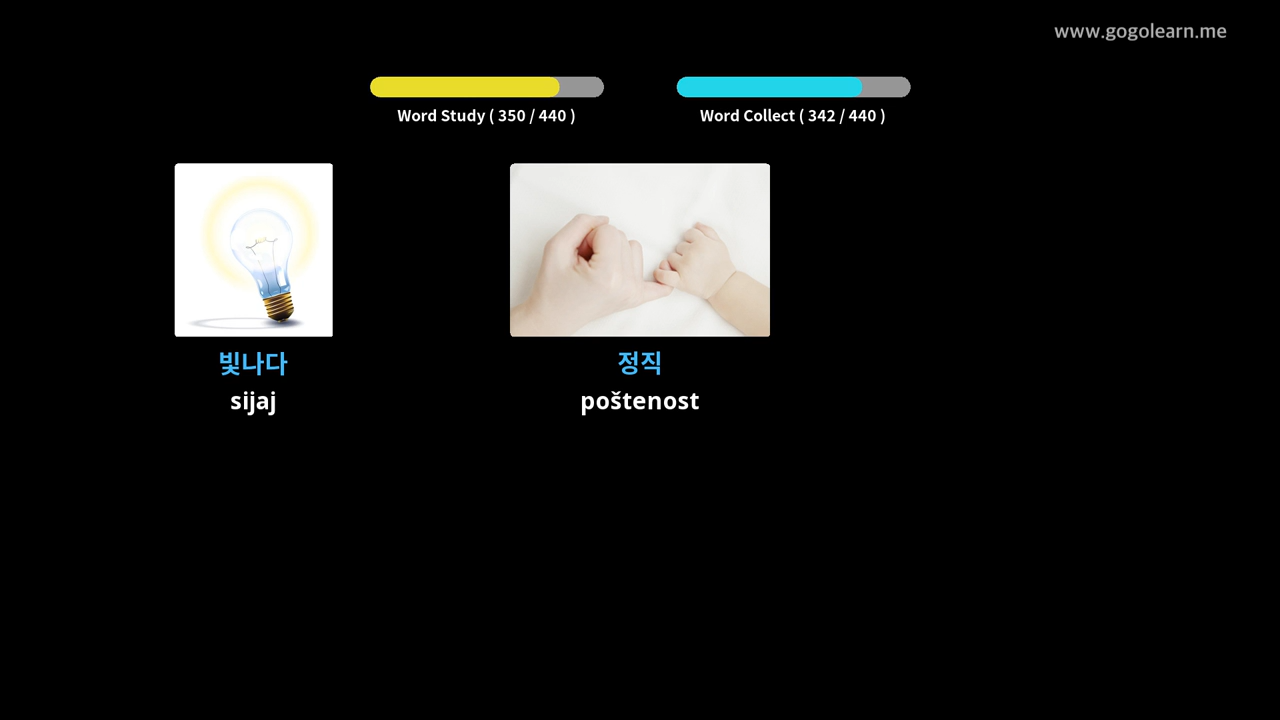 www.gogolearn.me
Word Study ( 350 / 440 )
Word Collect ( 342 / 440 )
빛나다
sijaj
정직
poštenost